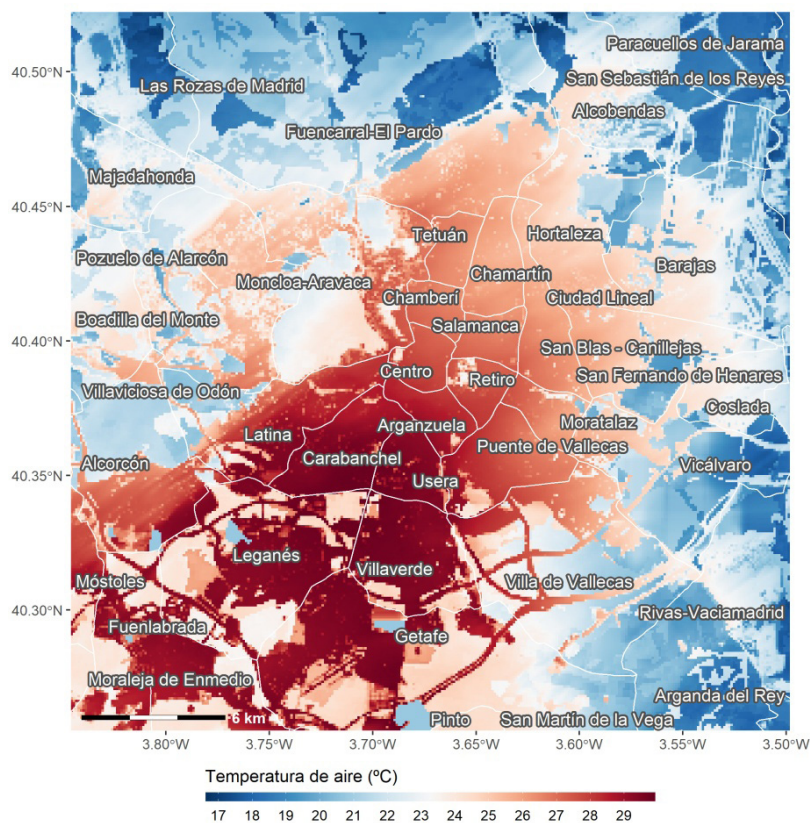 Paracuellos de Jarama
40.50°N
San Sebastián de los Reyes
Las Rozas de Madrid
Alcobendas
Fuencarral-El Pardo
Majadahonda
40.45°N
Tetuán
Hortaleza
Pozuelo de Alarcón
Barajas
Moncloa-Aravaca
Chamartín
Chamberí
Ciudad Lineal
Boadilla del Monte
Salamanca
40.40°N
San Blas - Canillejas
Centro
Retiro
San Fernando de Henares
Villaviciosa de Odón
Coslada
Arganzuela
Moratalaz
Latina
Puente de Vallecas
Carabanchel
Alcorcón
Vicálvaro
40.35°N
Usera
Leganés
Villaverde
Móstoles
Villa de Vallecas
40.30°N
Rivas-Vaciamadrid
Fuenlabrada
Getafe
Moraleja de Enmedio
Arganda del Rey
6 km
Pinto
San Martín de la Vega
3.80°W 3.75°W 3.70°W 3.65°W 3.60°W 3.55°W 3.50°W
Temperatura de aire (ºC)
17 18 19 20 21 22 23 24 25 26 27 28 29